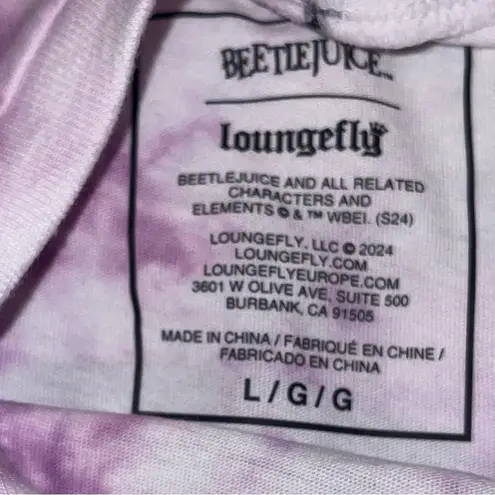 BEETLEJUICE™
loungefly
BEETLEJUICE AND ALL RELATED
CHARACTERS AND
ELEMENTS © & ™ WBEI. (S24)
LOUNGEFLY, LLC © 2024
LOUNGEFLY.COM
LOUNGEFLYEUROPE.COM
3601 W OLIVE AVE, SUITE 500
BURBANK, CA 91505
MADE IN CHINA / FABRIQUÉ EN CHINE /
FABRICADO EN CHINA
L / G / G